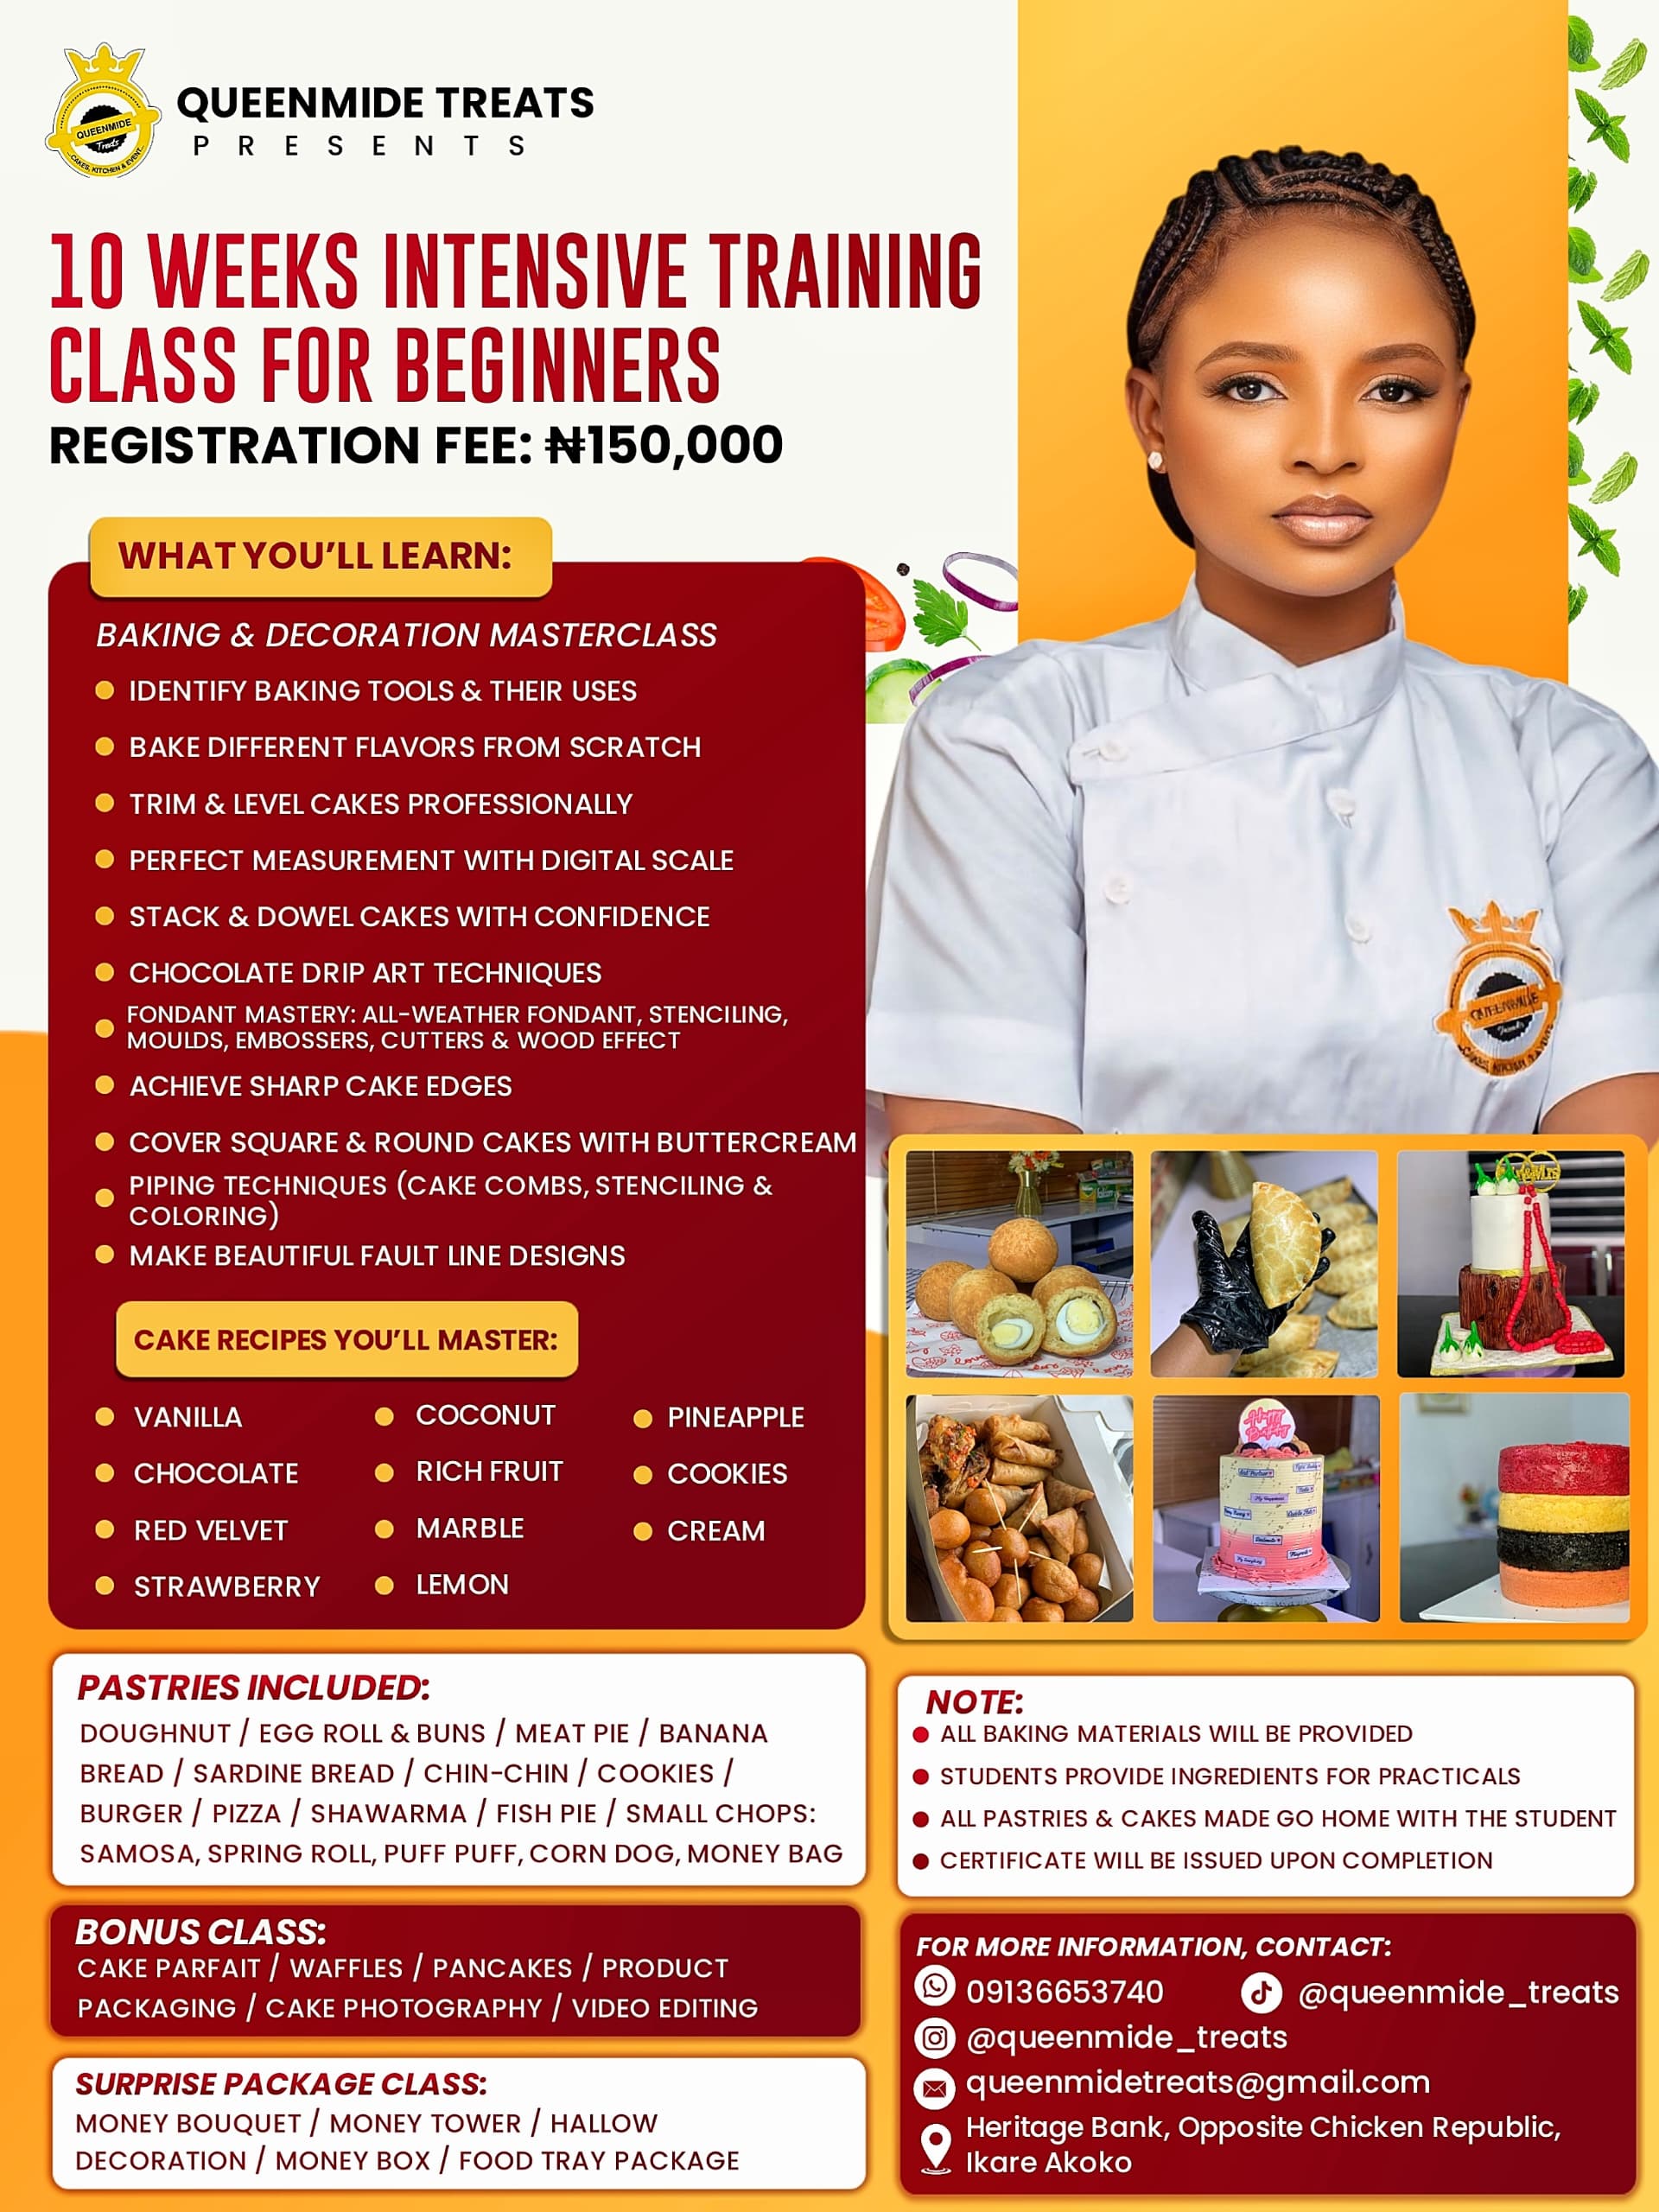 QUEENMIDE
Treats
CAKES, KITCHEN & EVENT...
QUEENMIDE TREATS
PRESENTS
10 WEEKS INTENSIVE TRAINING
CLASS FOR BEGINNERS
REGISTRATION FEE: ₦150,000
WHAT YOU'LL LEARN:
BAKING & DECORATION MASTERCLASS
IDENTIFY BAKING TOOLS & THEIR USES
BAKE DIFFERENT FLAVORS FROM SCRATCH
TRIM & LEVEL CAKES PROFESSIONALLY
PERFECT MEASUREMENT WITH DIGITAL SCALE
STACK & DOWEL CAKES WITH CONFIDENCE
CHOCOLATE DRIP ART TECHNIQUES
FONDANT MASTERY: ALL-WEATHER FONDANT, STENCILING,
MOULDS, EMBOSSERS, CUTTERS & WOOD EFFECT
ACHIEVE SHARP CAKE EDGES
COVER SQUARE & ROUND CAKES WITH BUTTERCREAM
PIPING TECHNIQUES (CAKE COMBS, STENCILING &
COLORING)
MAKE BEAUTIFUL FAULT LINE DESIGNS
CAKE RECIPES YOU'LL MASTER:
VANILLA
CHOCOLATE
RED VELVET
STRAWBERRY
COCONUT
RICH FRUIT
MARBLE
LEMON
PINEAPPLE
COOKIES
CREAM
PASTRIES INCLUDED:
DOUGHNUT / EGG ROLL & BUNS / MEAT PIE / BANANA
BREAD / SARDINE BREAD / CHIN-CHIN / COOKIES /
BURGER / PIZZA / SHAWARMA / FISH PIE / SMALL CHOPS:
SAMOSA, SPRING ROLL, PUFF PUFF, CORN DOG, MONEY BAG
BONUS CLASS:
CAKE PARFAIT / WAFFLES / PANCAKES / PRODUCT
PACKAGING / CAKE PHOTOGRAPHY / VIDEO EDITING
SURPRISE PACKAGE CLASS:
MONEY BOUQUET / MONEY TOWER / HALLOW
DECORATION / MONEY BOX / FOOD TRAY PACKAGE
NOTE:
ALL BAKING MATERIALS WILL BE PROVIDED
STUDENTS PROVIDE INGREDIENTS FOR PRACTICALS
ALL PASTRIES & CAKES MADE GO HOME WITH THE STUDENT
CERTIFICATE WILL BE ISSUED UPON COMPLETION
FOR MORE INFORMATION, CONTACT:
09136653740
@queenmide_treats
@queenmide_treats
queenmidetreats@gmail.com
Heritage Bank, Opposite Chicken Republic,
Ikare Akoko